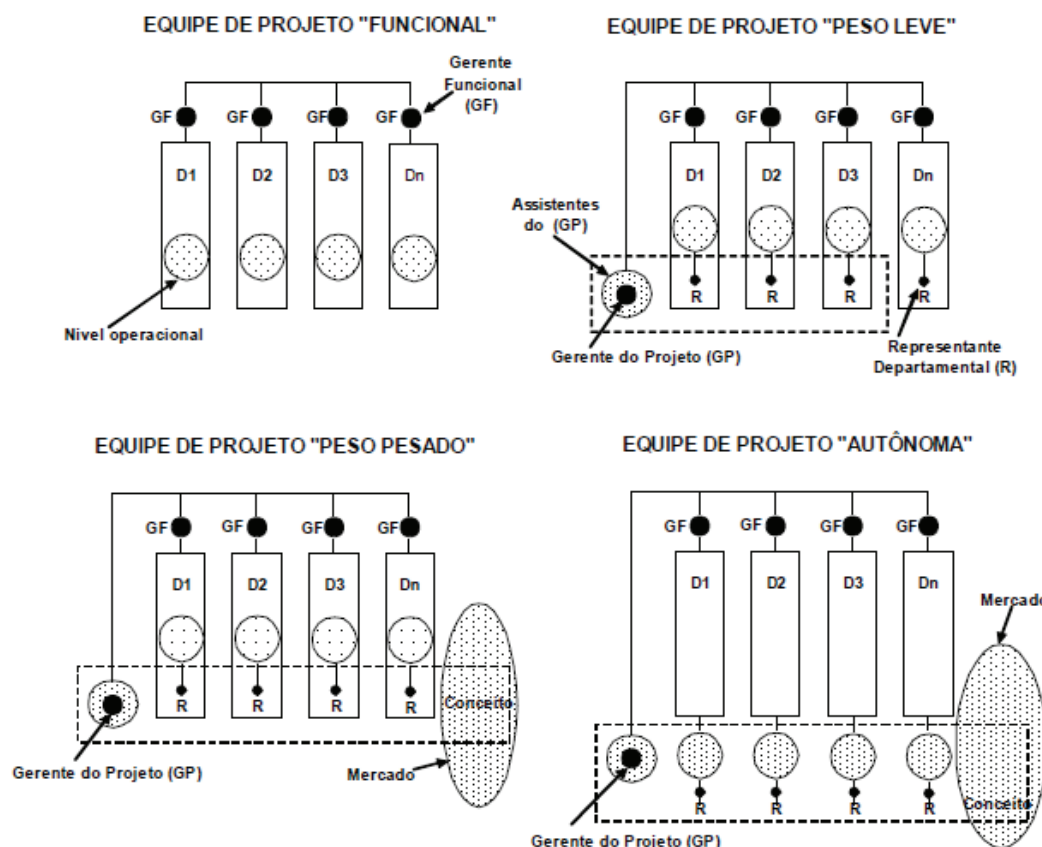 EQUIPE DE PROJETO "FUNCIONAL"
Gerente
Funcional
(GF)
GF GF GF GF
D1 D2 D3 Dn
Nivel operacional
EQUIPE DE PROJETO "PESO LEVE"
GF GF GF GF
D1 D2 D3 Dn
Assistentes
do (GP)
R R R R
Gerente do Projeto (GP)
Representante
Departamental (R)
EQUIPE DE PROJETO "PESO PESADO"
GF GF GF GF
D1 D2 D3 Dn
R R R R
Conceito
Gerente do Projeto (GP)
Mercado
EQUIPE DE PROJETO "AUTÔNOMA"
GF GF GF GF
D1 D2 D3 Dn
Mercado
R R R R
Conceito
Gerente do Projeto (GP)